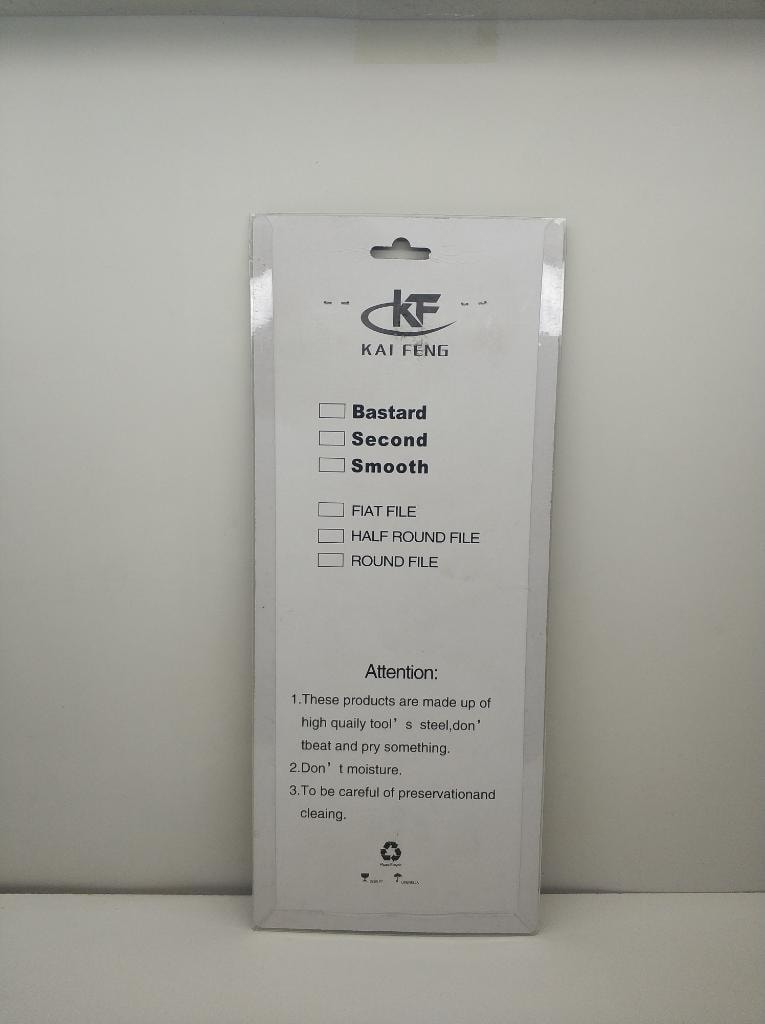 KF
KAI FENG
Bastard
Second
Smooth
FIAT FILE
HALF ROUND FILE
ROUND FILE
Attention:
1.These products are made up of
high quaily tool’s steel,don’
tbeat and pry something.
2.Don’t moisture.
3.To be careful of preservationand
cleaing.